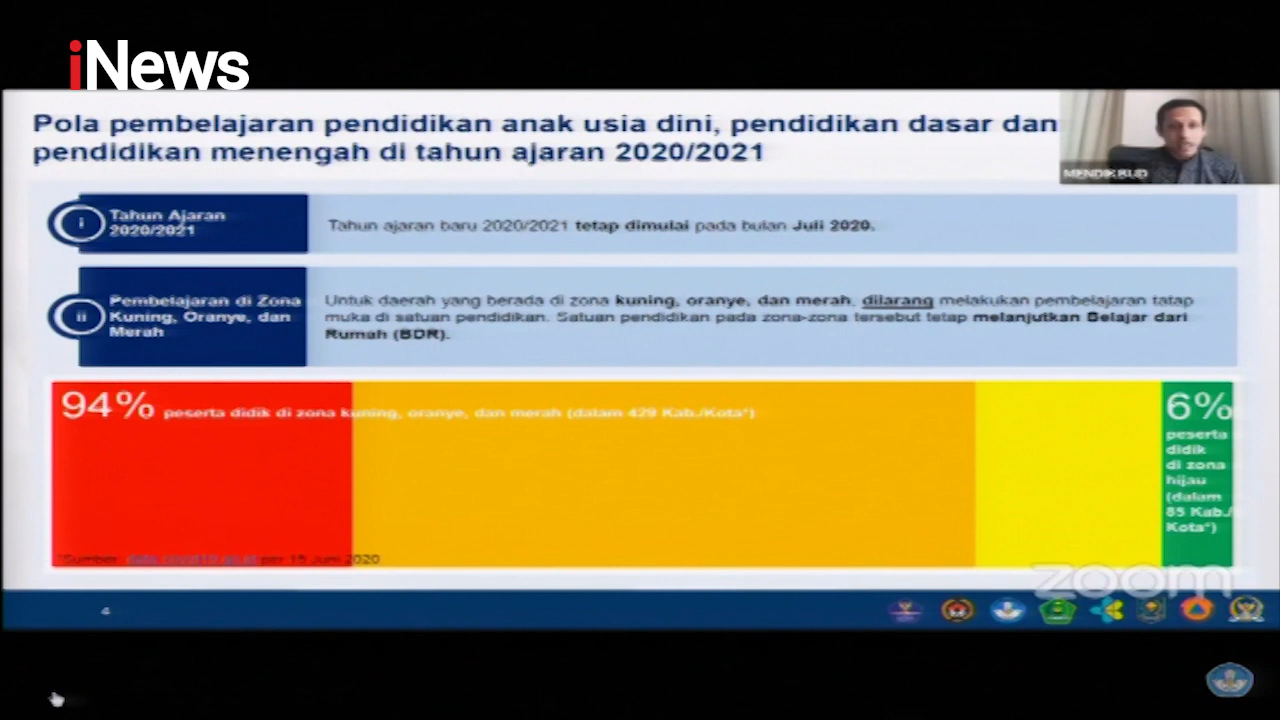 iNews
Pola pembelajaran pendidikan anak usia dini, pendidikan dasar dan
pendidikan menengah di tahun ajaran 2020/2021
MENDIKBUD
i
Tahun Ajaran
2020/2021
Tahun ajaran baru 2020/2021 tetap dimulai pada bulan Juli 2020.
ii
Pembelajaran di Zona
Kuning, Oranye, dan
Merah
Untuk daerah yang berada di zona kuning, oranye, dan merah, dilarang melakukan pembelajaran tatap
muka di satuan pendidikan. Satuan pendidikan pada zona-zona tersebut tetap melanjutkan Belajar dari
Rumah (BDR).
94% peserta didik di zona kuning, oranye, dan merah (dalam 429 Kab./Kota*)
6%
peserta
didik
di zona
hijau
(dalam
85 Kab./
Kota*)
*Sumber: data.covid19.go.id per 15 Juni 2020
zoom
4